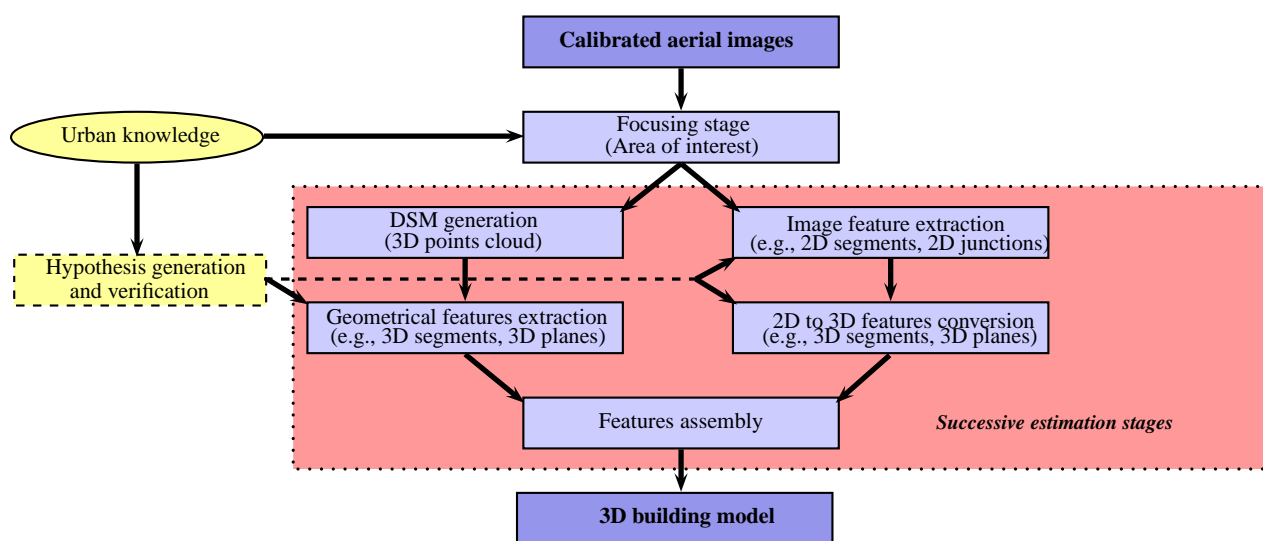 Calibrated aerial images
Urban knowledge
Focusing stage
(Area of interest)
DSM generation
(3D points cloud)
Image feature extraction
(e.g., 2D segments, 2D junctions)
Hypothesis generation
and verification
Geometrical features extraction
(e.g., 3D segments, 3D planes)
2D to 3D features conversion
(e.g., 3D segments, 3D planes)
Features assembly
Successive estimation stages
3D building model